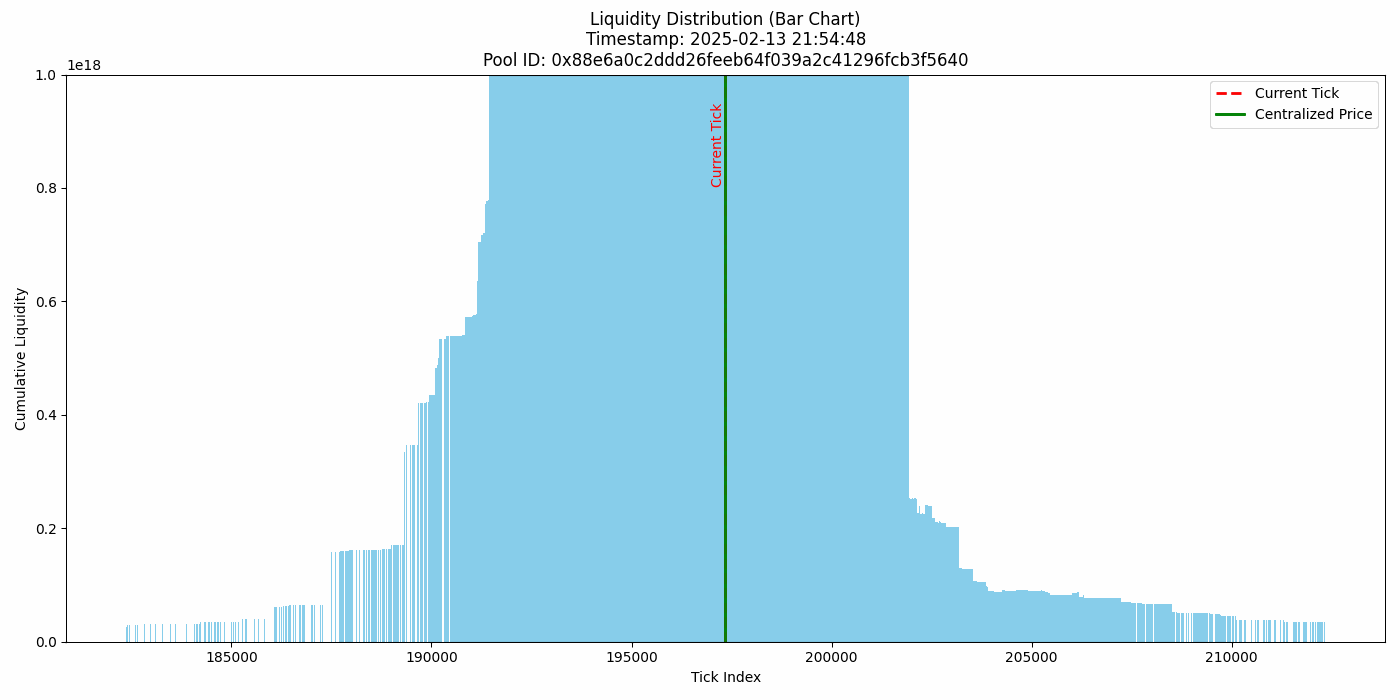 Liquidity Distribution (Bar Chart)
Timestamp: 2025-02-13 21:54:48
Pool ID: 0x88e6a0c2ddd26feeb64f039a2c41296fcb3f5640
1e18
1.0
0.8
0.6
0.4
0.2
0.0
Cumulative Liquidity
Current Tick
Current Tick
Centralized Price
185000 190000 195000 200000 205000 210000
Tick Index